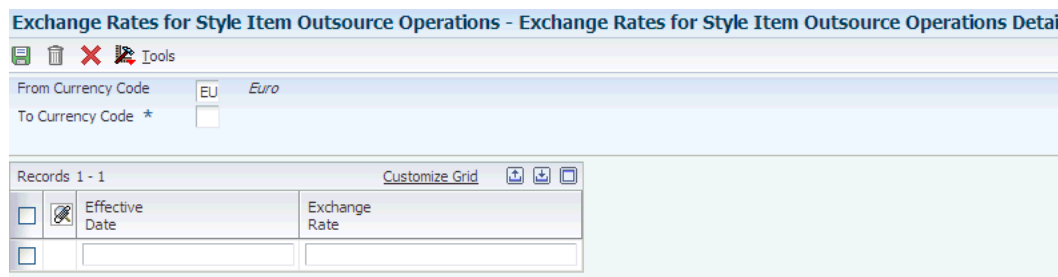 Exchange Rates for Style Item Outsource Operations - Exchange Rates for Style Item Outsource Operations Detai
Tools
From Currency Code EU Euro
To Currency Code *
Records 1 - 1 Customize Grid
Effective Date Exchange Rate